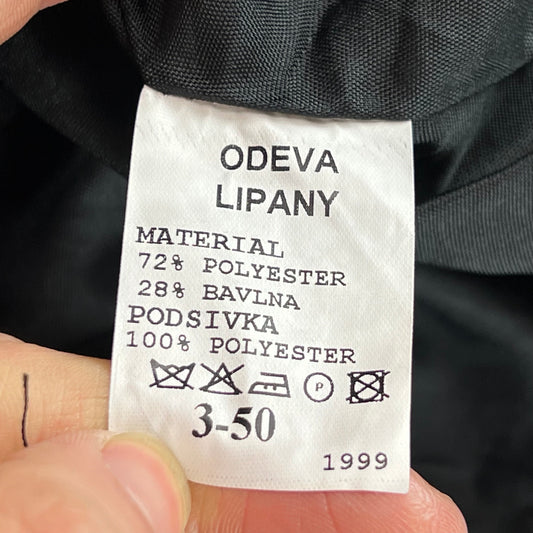 ODEVA
LIPANY
MATERIAL
72% POLYESTER
28% BAVLNA
PODSIVKA
100% POLYESTER
P
3-50
1999